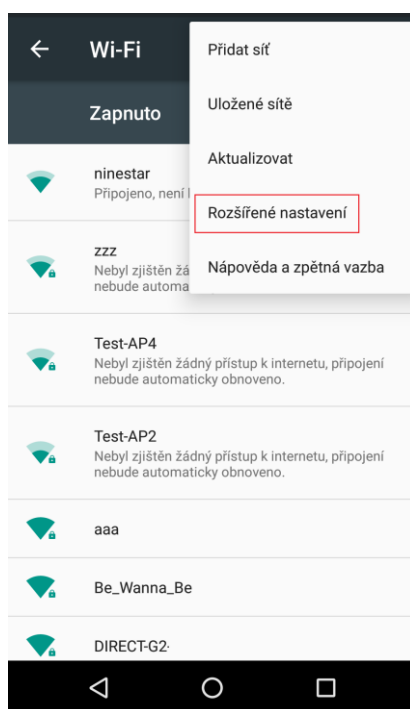 Wi-Fi
Přidat síť
Zapnuto
Uložené sítě
Aktualizovat
Rozšířené nastavení
Nápověda a zpětná vazba
ninestar
Připojeno, není
zzz
Nebyl zjištěn žá
nebude automa
Test-AP4
Nebyl zjištěn žádný přístup k internetu, připojení
nebude automaticky obnoveno.
Test-AP2
Nebyl zjištěn žádný přístup k internetu, připojení
nebude automaticky obnoveno.
aaa
Be_Wanna_Be
DIRECT-G2-